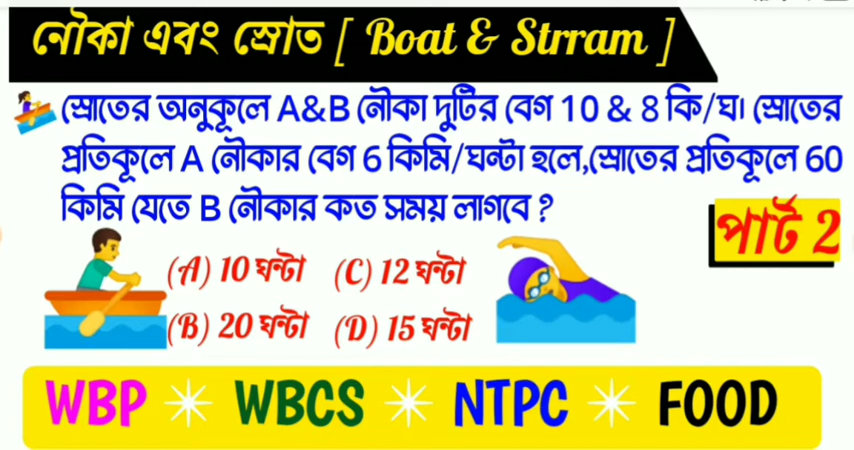 নৌকা এবং স্রোত [ Boat & Strram ]
স্রোতের অনুকূলে A&B নৌকা দুটির বেগ 10 & 8 কি/ঘ। স্রোতের
প্রতিকূলে A নৌকার বেগ 6 কিমি/ঘন্টা হলে,স্রোতের প্রতিকূলে 60
কিমি যেতে B নৌকার কত সময় লাগবে ?
পার্ট 2
(A) 10 ঘন্টা (C) 12 ঘন্টা
(B) 20 ঘন্টা (D) 15 ঘন্টা
WBP WBCS NTPC FOOD